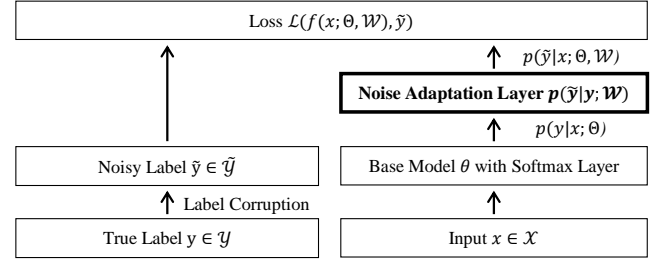 Loss ℒ(f(x; Θ, 𝒲), ỹ)
p(ỹ|x; Θ, 𝒲)
Noise Adaptation Layer p(ỹ|y; 𝒲)
p(y|x; Θ)
Noisy Label ỹ ∈ 𝒴̃
Base Model θ with Softmax Layer
Label Corruption
True Label y ∈ 𝒴
Input x ∈ 𝒳